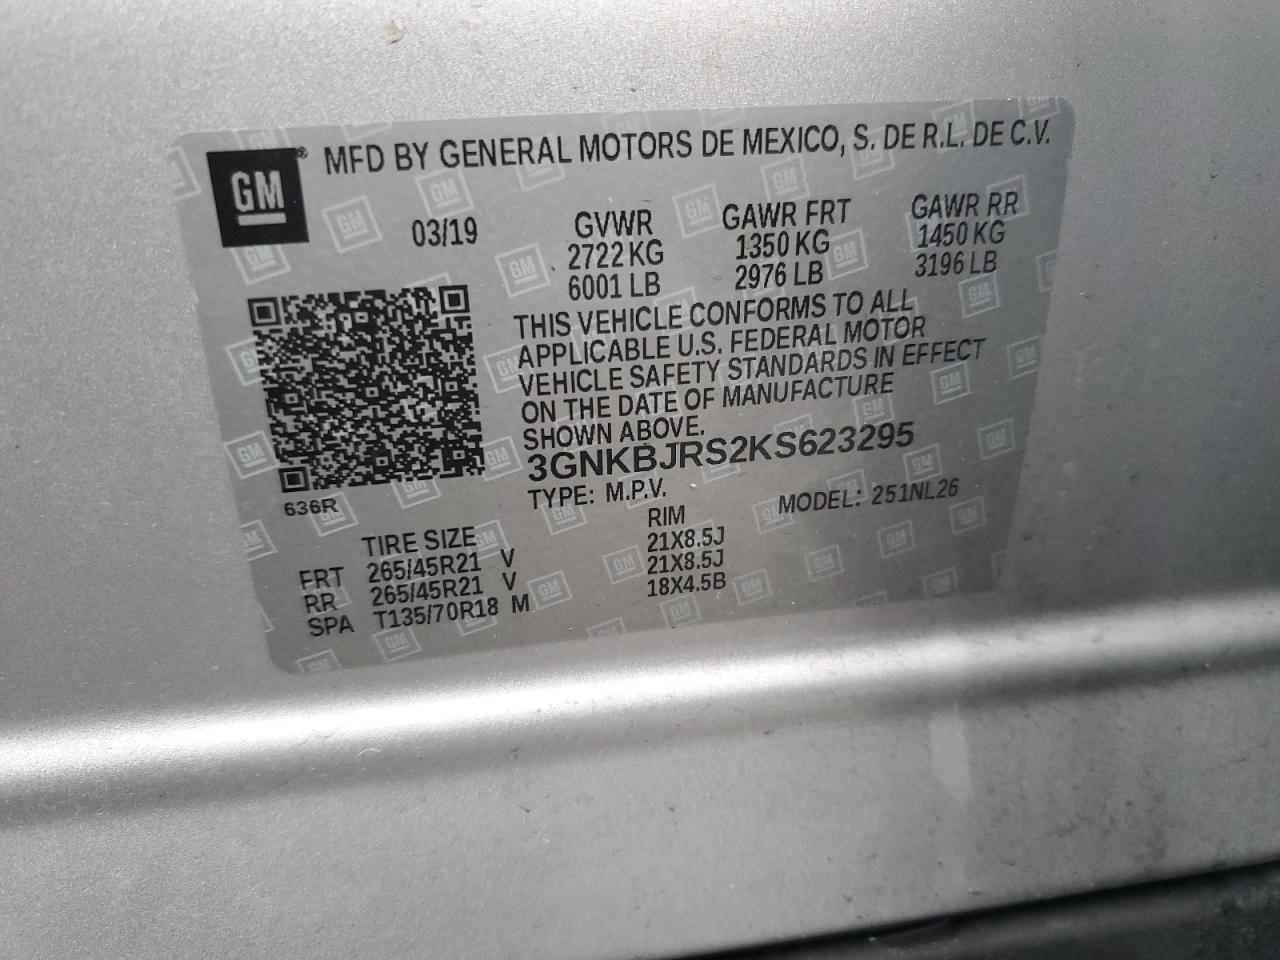 GM® MFD BY GENERAL MOTORS DE MEXICO, S. DE R.L. DE C.V.
03/19 GVWR GAWR FRT GAWR RR
2722 KG 1350 KG 1450 KG
6001 LB 2976 LB 3196 LB
THIS VEHICLE CONFORMS TO ALL
APPLICABLE U.S. FEDERAL MOTOR
VEHICLE SAFETY STANDARDS IN EFFECT
ON THE DATE OF MANUFACTURE
SHOWN ABOVE.
3GNKBJRS2KS623295
636R TYPE: M.P.V. MODEL: 251NL26
TIRE SIZE RIM
FRT 265/45R21 V 21X8.5J
RR 265/45R21 V 21X8.5J
SPA T135/70R18 M 18X4.5B